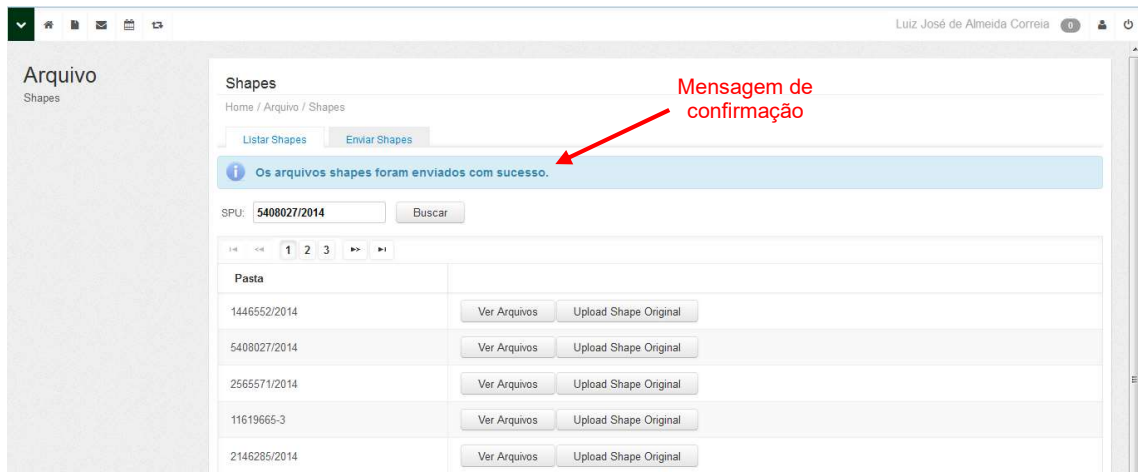 Luiz José de Almeida Correia 0
Arquivo
Shapes
Shapes
Home / Arquivo / Shapes
Mensagem de
confirmação
Listar Shapes Enviar Shapes
Os arquivos shapes foram enviados com sucesso.
SPU: 5408027/2014 Buscar
1 2 3
Pasta
1446552/2014 Ver Arquivos Upload Shape Original
5408027/2014 Ver Arquivos Upload Shape Original
2565571/2014 Ver Arquivos Upload Shape Original
11619665-3 Ver Arquivos Upload Shape Original
2146285/2014 Ver Arquivos Upload Shape Original